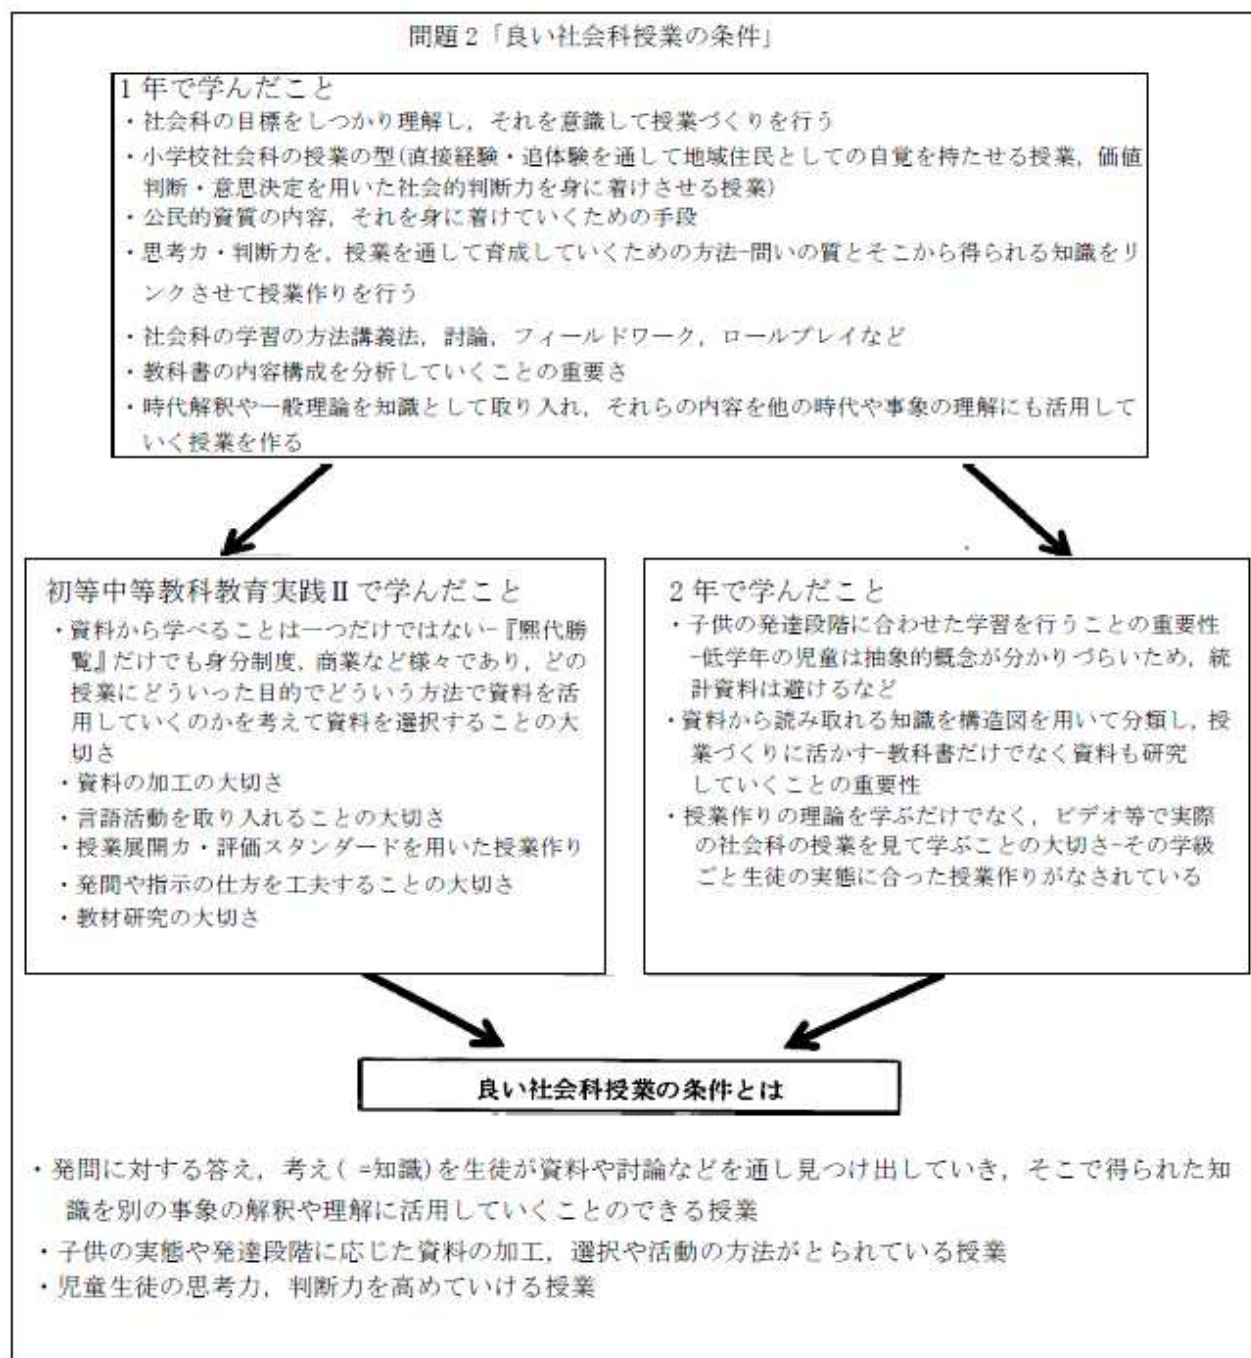 問題2「良い社会科授業の条件」
1年で学んだこと
・社会科の目標をしつかり理解し，それを意識して授業づくりを行う
・小学校社会科の授業の型(直接経験・追体験を通して地域住民としての自覚を持たせる授業，価値
判断・意思決定を用いた社会的判断力を身に着けさせる授業)
・公民的資質の内容，それを身に着けていくための手段
・思考カ・判断力を，授業を通して育成していくための方法-問いの質とそこから得られる知識をリ
ンクさせて授業作りを行う
・社会科の学習の方法講義法，討論，フィールドワーク，ロールプレイなど
・教科書の内容構成を分析していくことの重要さ
・時代解釈や一般理論を知識として取り入れ，それらの内容を他の時代や事象の理解にも活用して
いく授業を作る
初等中等教科教育実践Ⅱで学んだこと
・資料から学べることは一つだけではない-『熈代勝
覧』だけでも身分制度，商業など様々であり，どの
授業にどういった目的でどういう方法で資料を活
用していくのかを考えて資料を選択することの大
切さ
・資料の加工の大切さ
・言語活動を取り入れることの大切さ
・授業展開カ・評価スタンダードを用いた授業作り
・発問や指示の仕方を工夫することの大切さ
・教材研究の大切さ
2年で学んだこと
・子供の発達段階に合わせた学習を行うことの重要性
-低学年の児童は抽象的概念が分かりづらいため，統
計資料は避けるなど
・資料から読み取れる知識を構造図を用いて分類し，授
業づくりに活かす-教科書だけでなく資料も研究
していくことの重要性
・授業作りの理論を学ぶだけでなく，ビデオ等で実際
の社会科の授業を見て学ぶことの大切さ-その学級
ごと生徒の実態に合った授業作りがなされている
良い社会科授業の条件とは
・発問に対する答え，考え( =知識)を生徒が資料や討論などを通し見つけ出していき，そこで得られた知
識を別の事象の解釈や理解に活用していくことのできる授業
・子供の実態や発達段階に応じた資料の加工，選択や活動の方法がとられている授業
・児童生徒の思考力，判断力を高めていける授業